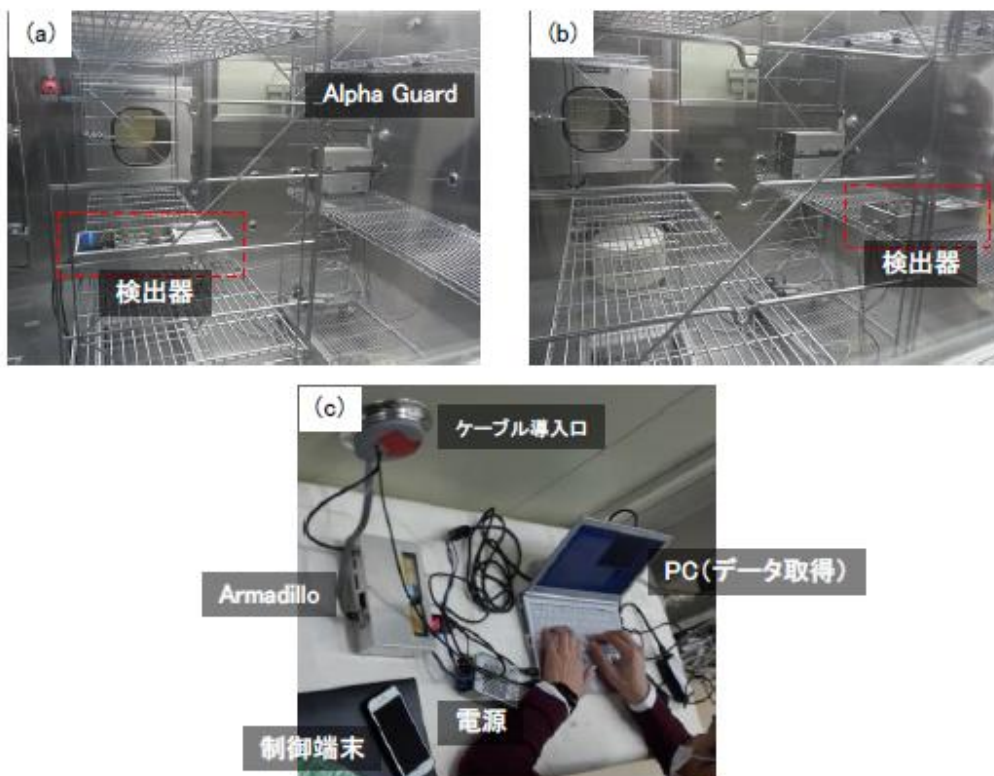 (a)
Alpha Guard
検出器
(b)
検出器
(c)
ケーブル導入口
Armadillo
PC(データ取得)
電源
制御端末